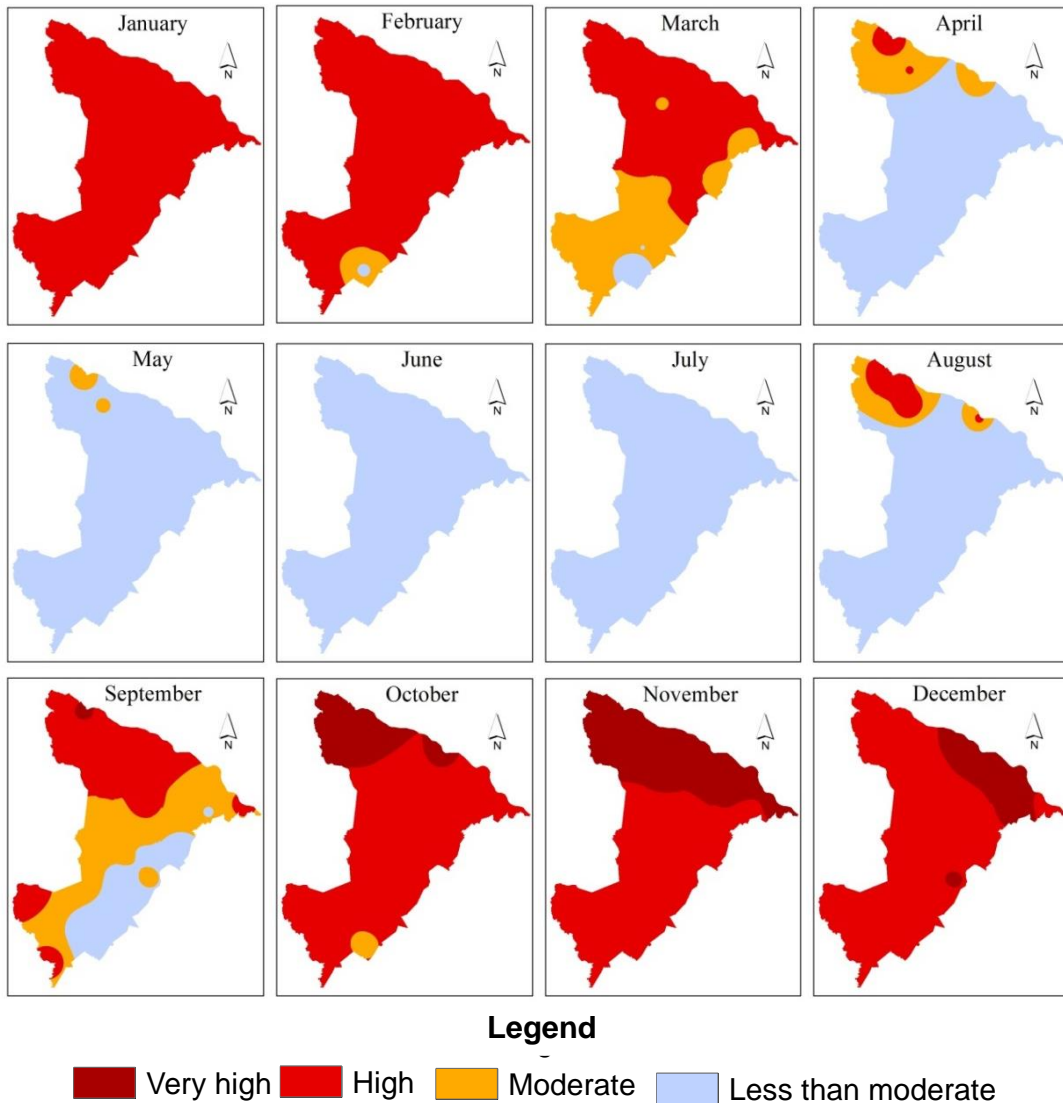 January
February
March
April
N
N
N
N
May
June
July
August
N
N
N
N
September
October
November
December
N
N
N
N
Legend
Very high
High
Moderate
Less than moderate